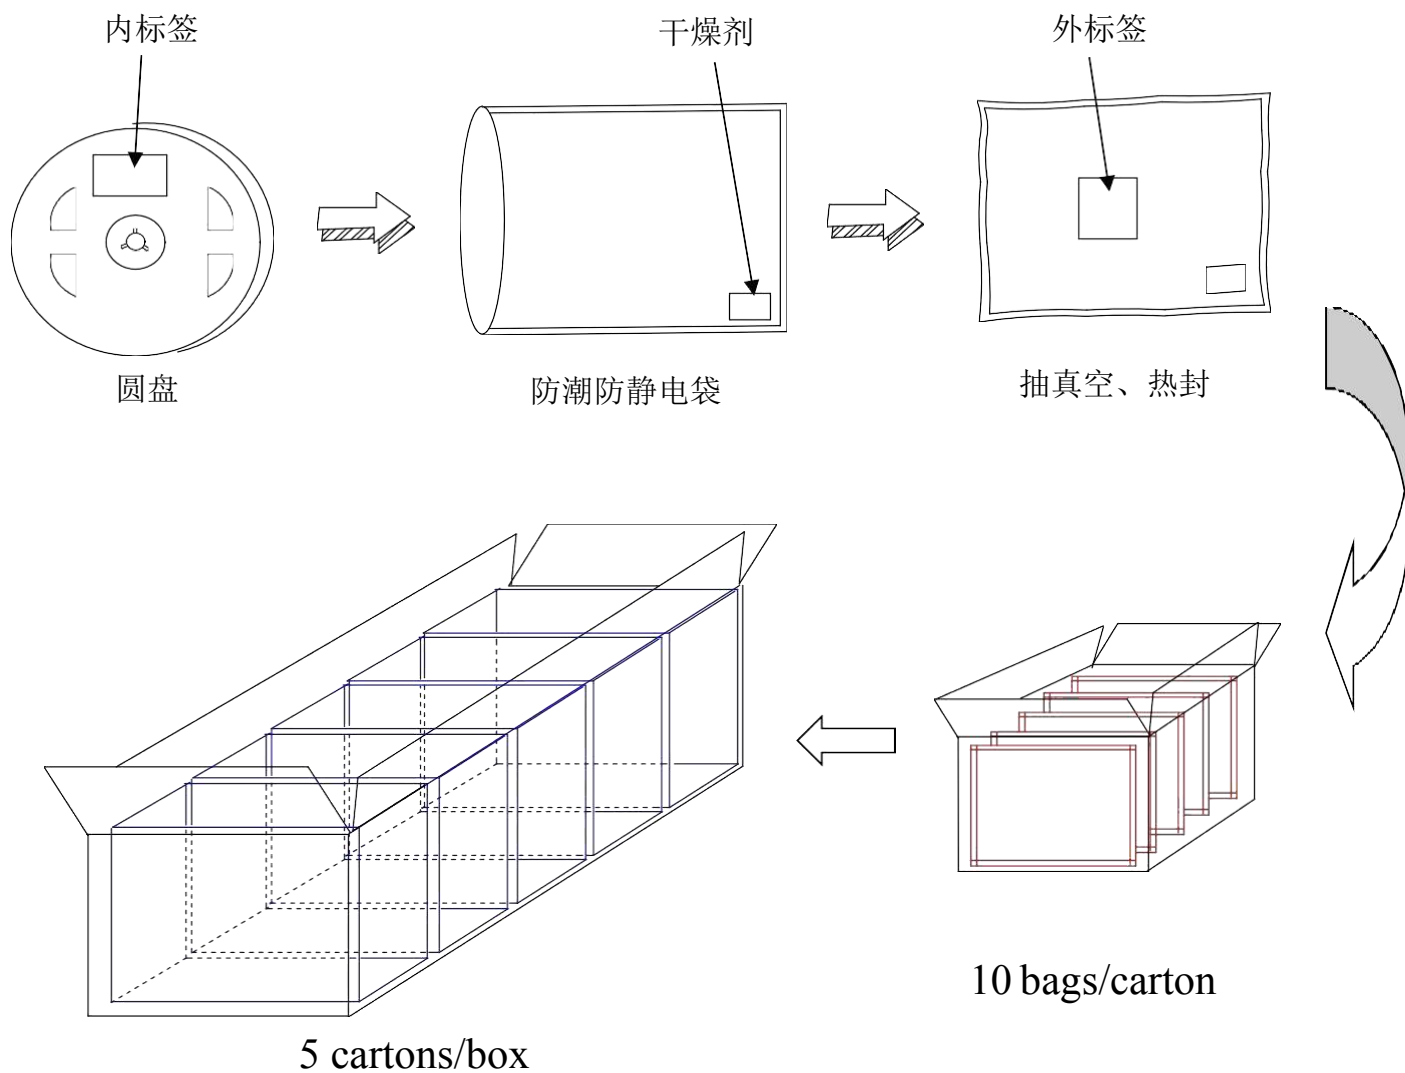 内标签
干燥剂
外标签
圆盘
防潮防静电袋
抽真空、热封
10 bags/carton
5 cartons/box